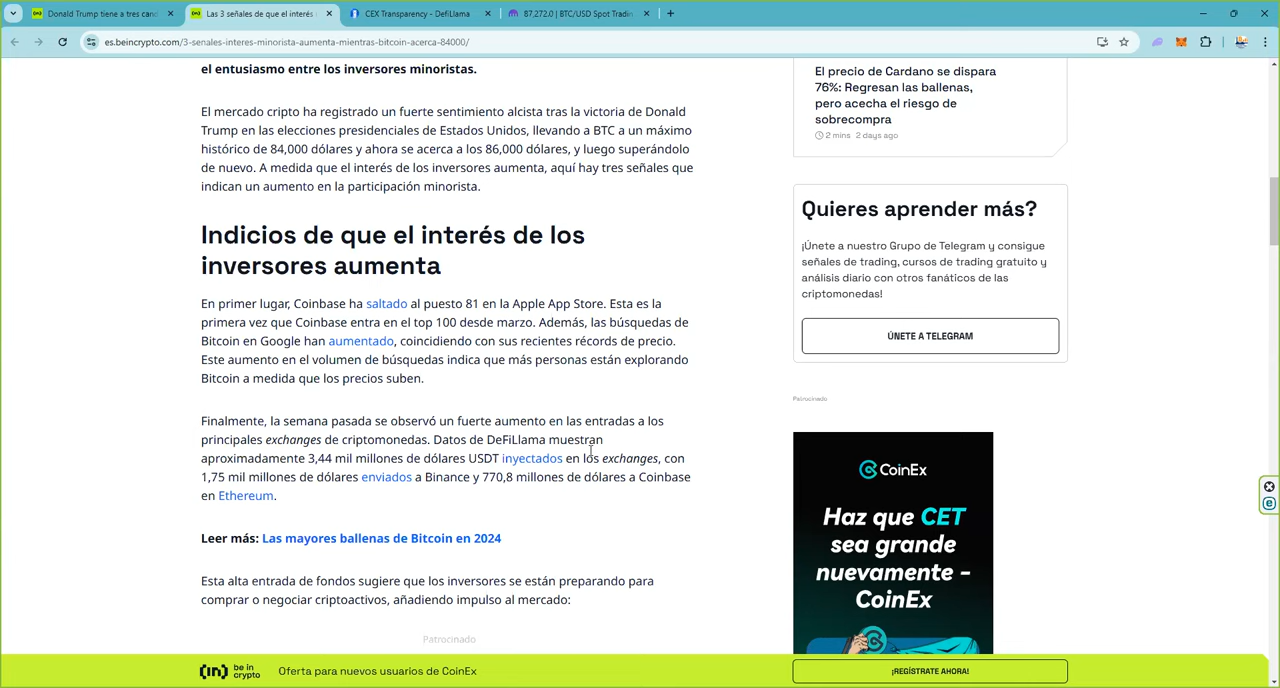 Donald Trump tiene a tres can
Las 3 señales de que el interés
CEX Transparency - DefiLlama
87,272.0 | BTC/USD Spot Tradin
es.beincrypto.com/3-senales-interes-minorista-aumenta-mientras-bitcoin-acerca-84000/
el entusiasmo entre los inversores minoristas.
El mercado cripto ha registrado un fuerte sentimiento alcista tras la victoria de Donald
Trump en las elecciones presidenciales de Estados Unidos, llevando a BTC a un máximo
histórico de 84,000 dólares y ahora se acerca a los 86,000 dólares, y luego superándolo
de nuevo. A medida que el interés de los inversores aumenta, aquí hay tres señales que
indican un aumento en la participación minorista.
Indicios de que el interés de los
inversores aumenta
En primer lugar, Coinbase ha saltado al puesto 81 en la Apple App Store. Esta es la
primera vez que Coinbase entra en el top 100 desde marzo. Además, las búsquedas de
Bitcoin en Google han aumentado, coincidiendo con sus recientes récords de precio.
Este aumento en el volumen de búsquedas indica que más personas están explorando
Bitcoin a medida que los precios suben.
Finalmente, la semana pasada se observó un fuerte aumento en las entradas a los
principales exchanges de criptomonedas. Datos de DeFiLlama muestran
aproximadamente 3,44 mil millones de dólares USDT inyectados en los exchanges, con
1,75 mil millones de dólares enviados a Binance y 770,8 millones de dólares a Coinbase
en Ethereum.
Leer más: Las mayores ballenas de Bitcoin en 2024
Esta alta entrada de fondos sugiere que los inversores se están preparando para
comprar o negociar criptoactivos, añadiendo impulso al mercado:
Patrocinado
El precio de Cardano se dispara
76%: Regresan las ballenas,
pero acecha el riesgo de
sobrecompra
2 mins 2 days ago
Quieres aprender más?
¡Únete a nuestro Grupo de Telegram y consigue
señales de trading, cursos de trading gratuito y
análisis diario con otros fanáticos de las
criptomonedas!
ÚNETE A TELEGRAM
Patrocinado
CoinEx
Haz que CET
sea grande
nuevamente -
CoinEx
(in) be in
crypto
Oferta para nuevos usuarios de CoinEx
¡REGÍSTRATE AHORA!